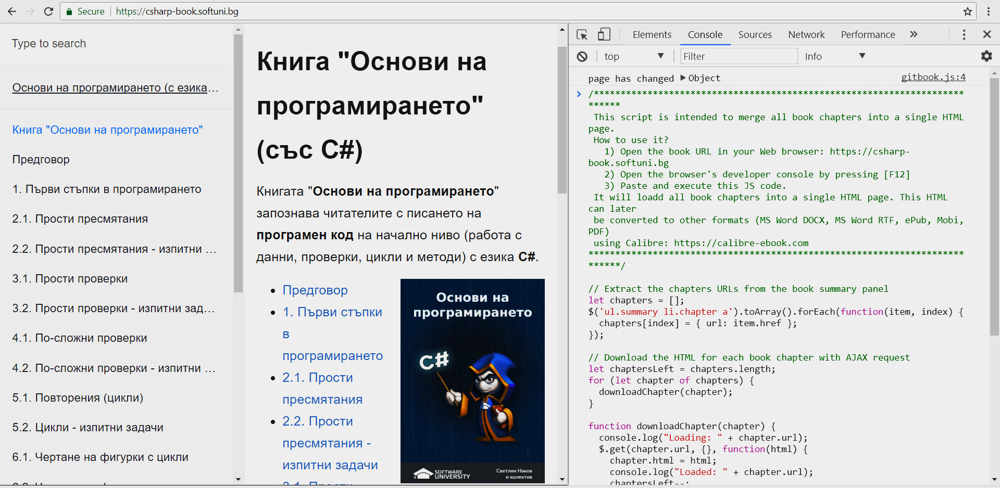 Secure https://csharp-book.softuni.bg
Type to search
Основи на програмирането (с езика…
Книга "Основи на програмирането"
Предговор
1. Първи стъпки в програмирането
2.1. Прости пресмятания
2.2. Прости пресмятания - изпитни …
3.1. Прости проверки
3.2. Прости проверки - изпитни зад…
4.1. По-сложни проверки
4.2. По-сложни проверки - изпитни …
5.1. Повторения (цикли)
5.2. Цикли - изпитни задачи
6.1. Чертане на фигурки с цикли
Книга "Основи на
програмирането"
(със C#)
Книгата "Основи на програмирането"
запознава читателите с писането на
програмен код на начално ниво (работа с
данни, проверки, цикли и методи) с езика C#.
Предговор
1. Първи стъпки
в
програмирането
2.1. Прости
пресмятания
2.2. Прости
пресмятания -
изпитни задачи
3.1. Прости
Основи на
програмирането
C#
SOFTWARE
UNIVERSITY
Светлин Наков
и колектив
Elements Console Sources Network Performance »
top Filter Info
page has changed ▶Object gitbook.js:4
/*********************************************************************
******
This script is intended to merge all book chapters into a single HTML
page.
How to use it?
1) Open the book URL in your Web browser: https://csharp-
book.softuni.bg
2) Open the browser's developer console by pressing [F12]
3) Paste and execute this JS code.
It will loadd all book chapters into a single HTML page. This HTML
can later
be converted to other formats (MS Word DOCX, MS Word RTF, ePub, Mobi,
PDF)
using Calibre: https://calibre-ebook.com
**********************************************************************
******/
// Extract the chapters URLs from the book summary panel
let chapters = [];
$('ul.summary li.chapter a').toArray().forEach(function(item, index) {
chapters[index] = { url: item.href };
});
// Download the HTML for each book chapter with AJAX request
let chaptersLeft = chapters.length;
for (let chapter of chapters) {
downloadChapter(chapter);
}
function downloadChapter(chapter) {
console.log("Loading: " + chapter.url);
$.get(chapter.url, {}, function(html) {
chapter.html = html;
console.log("Loaded: " + chapter.url);
chaptersLeft--;